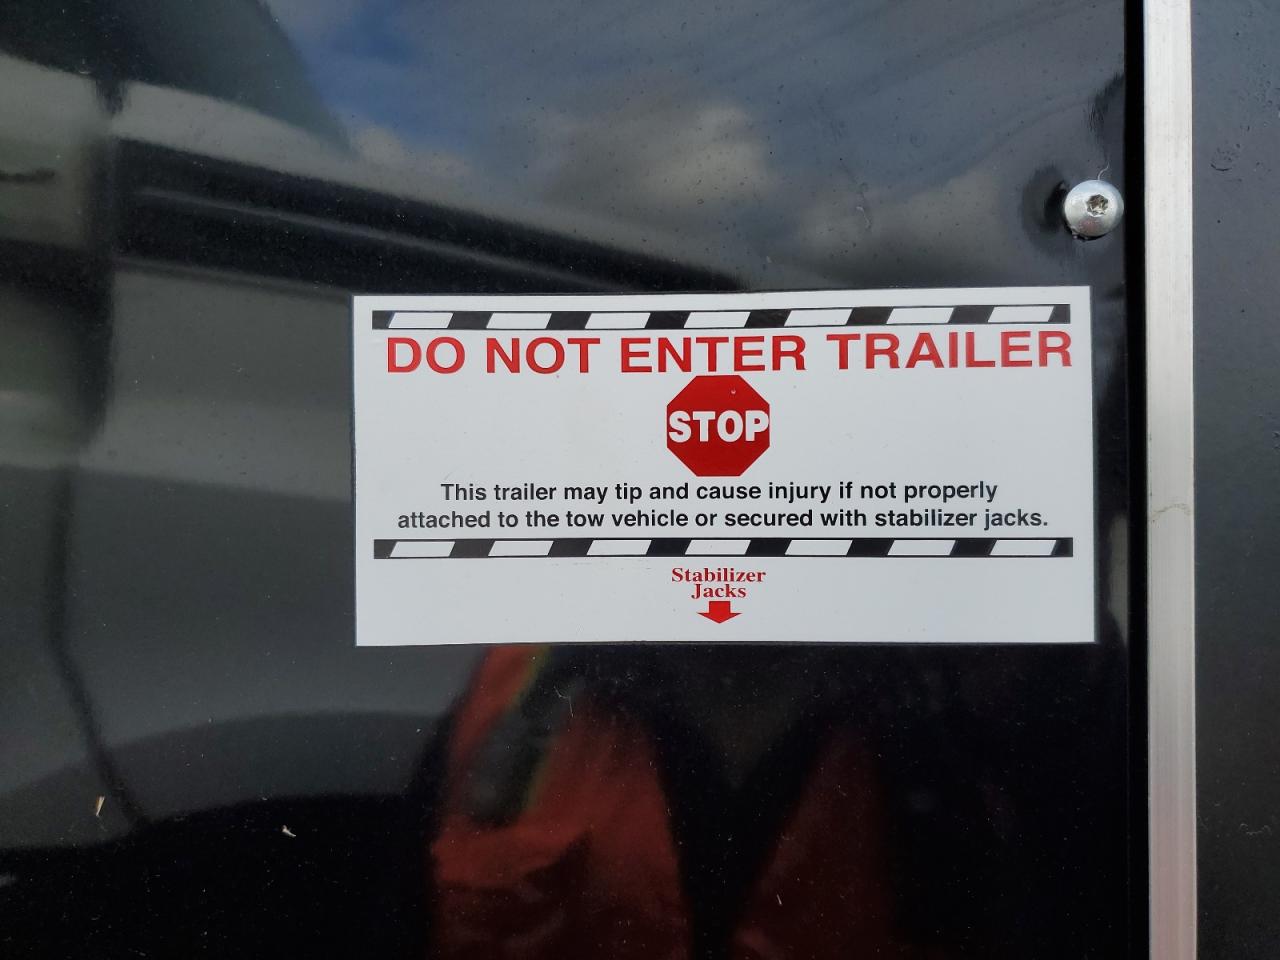 DO NOT ENTER TRAILER
STOP
This trailer may tip and cause injury if not properly
attached to the tow vehicle or secured with stabilizer jacks.
Stabilizer
Jacks